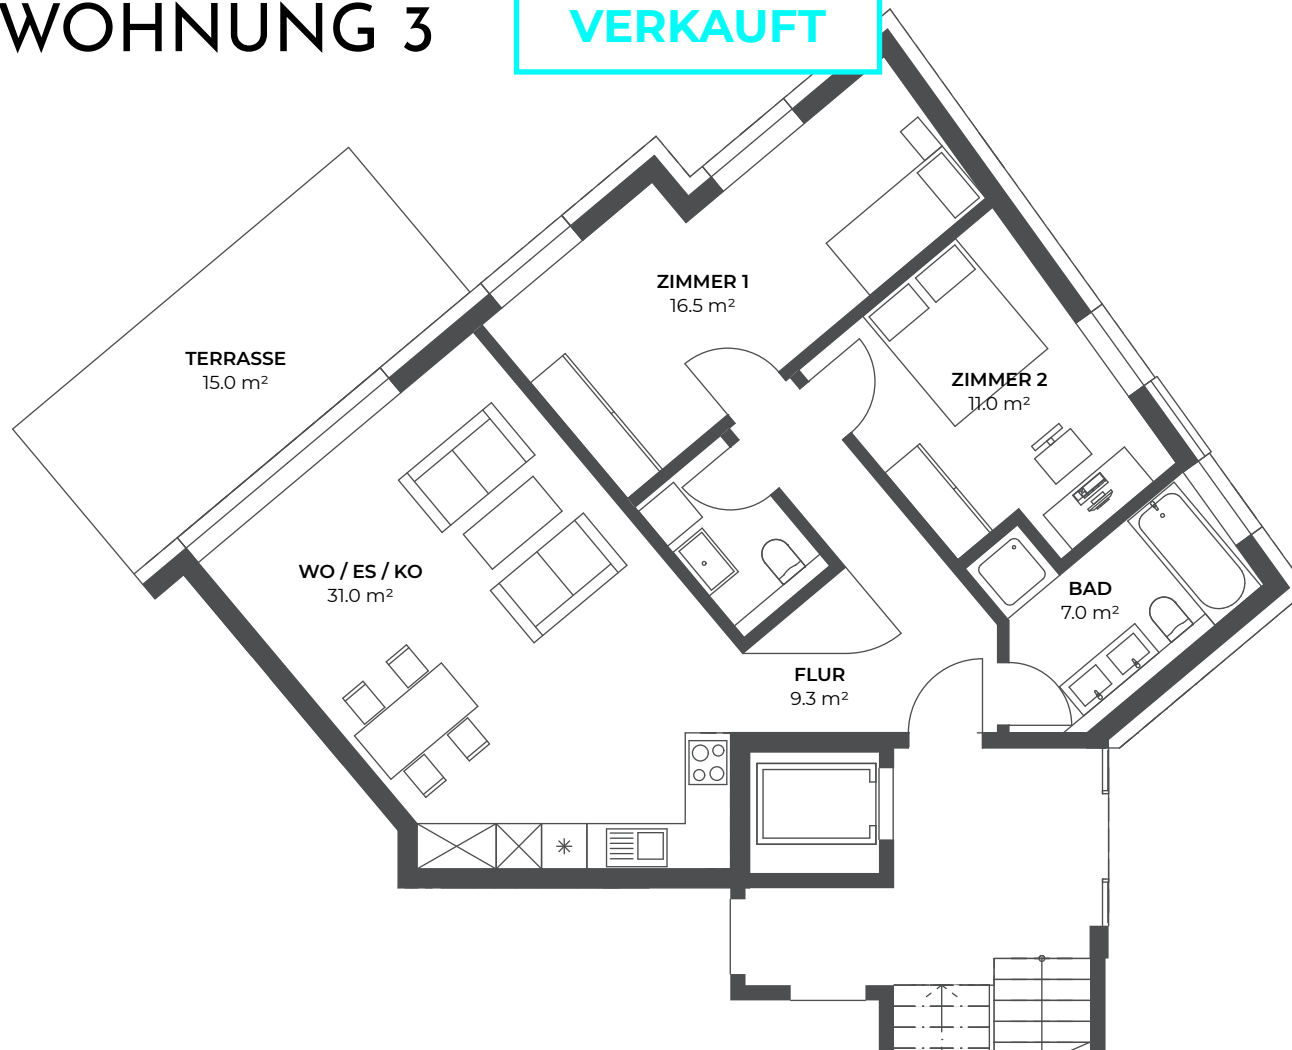 WOHNUNG 3
VERKAUFT
ZIMMER 1
16.5 m²
TERRASSE
15.0 m²
ZIMMER 2
11.0 m²
WO / ES / KO
31.0 m²
BAD
7.0 m²
FLUR
9.3 m²